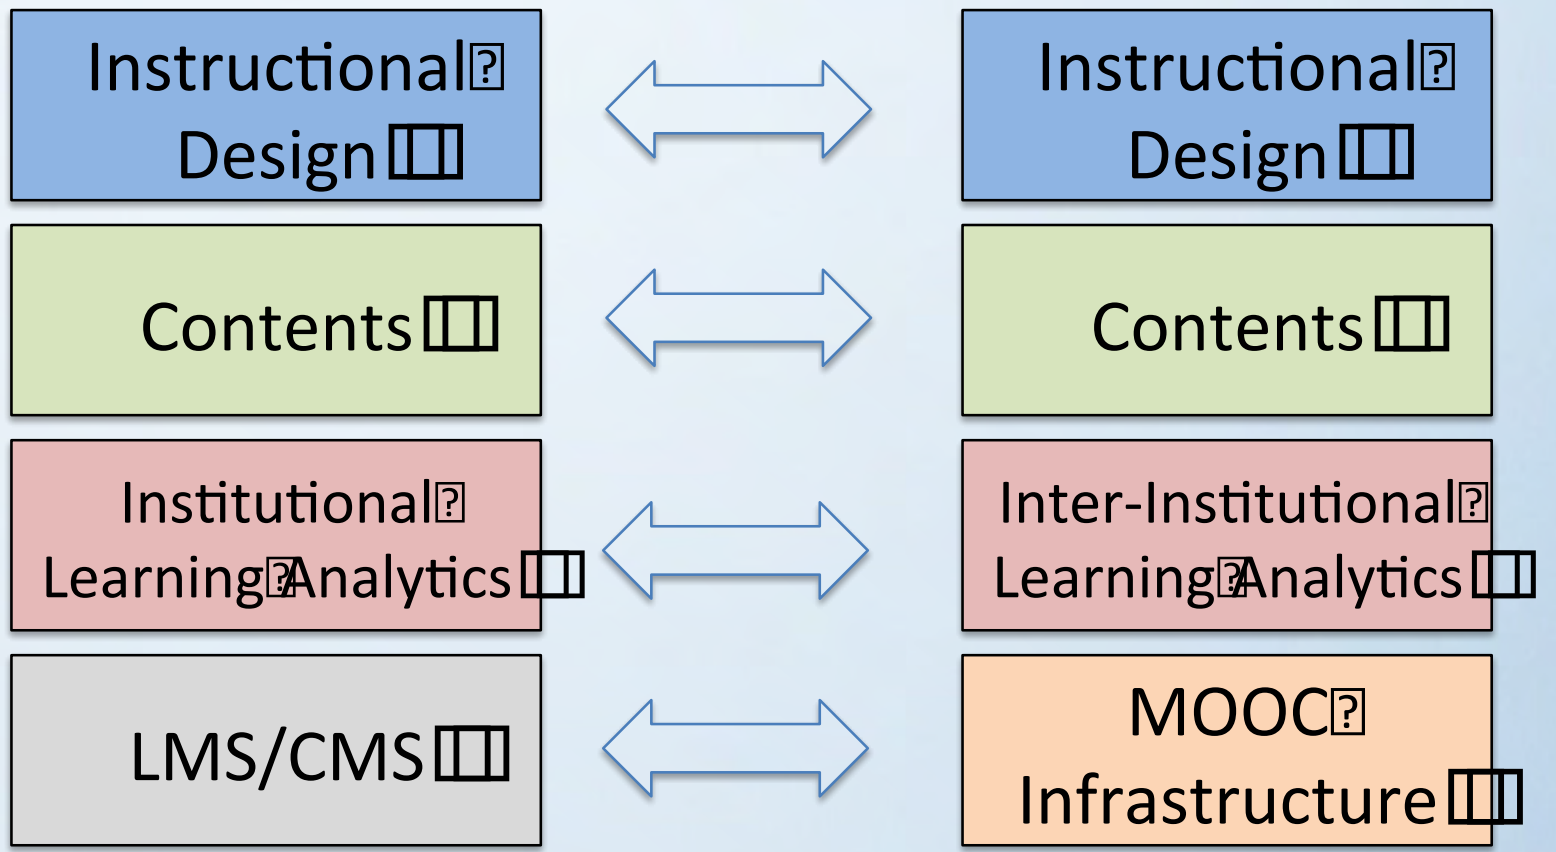 Instructional
Design
Instructional
Design
Contents
Contents
Institutional
Learning Analytics
Inter-Institutional
Learning Analytics
LMS/CMS
MOOC
Infrastructure